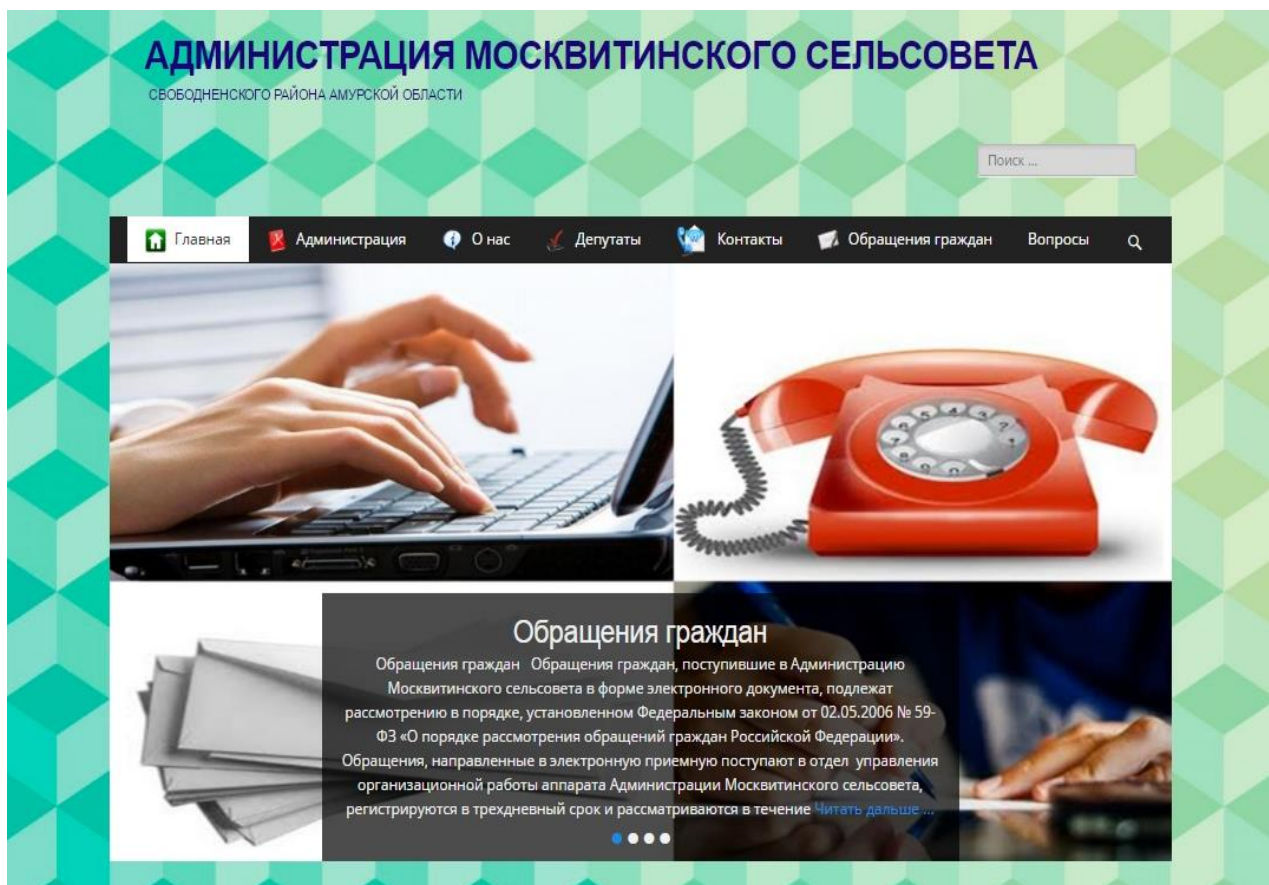 АДМИНИСТРАЦИЯ МОСКВИТИНСКОГО СЕЛЬСОВЕТА
СВОБОДНЕНСКОГО РАЙОНА АМУРСКОЙ ОБЛАСТИ
Поиск ...
Главная Администрация О нас Депутаты Контакты Обращения граждан Вопросы
Обращения граждан
Обращения граждан Обращения граждан, поступившие в Администрацию
Москвитинского сельсовета в форме электронного документа, подлежат
рассмотрению в порядке, установленном Федеральным законом от 02.05.2006 № 59-
ФЗ «О порядке рассмотрения обращений граждан Российской Федерации».
Обращения, направленные в электронную приемную поступают в отдел управления
организационной работы аппарата Администрации Москвитинского сельсовета,
регистрируются в трехдневный срок и рассматриваются в течение Читать дальше ...